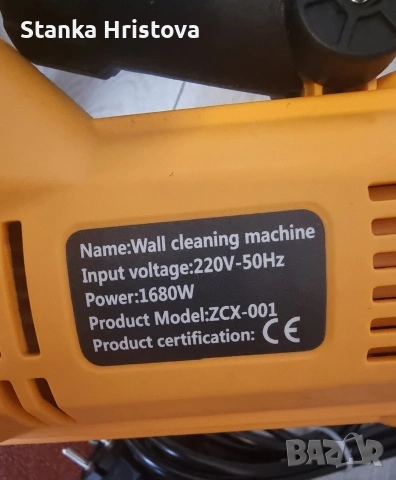 Stanka Hristova
Name:Wall cleaning machine
Input voltage:220V-50Hz
Power:1680W
Product Model:ZCX-001
Product certification: CE
BAZAR